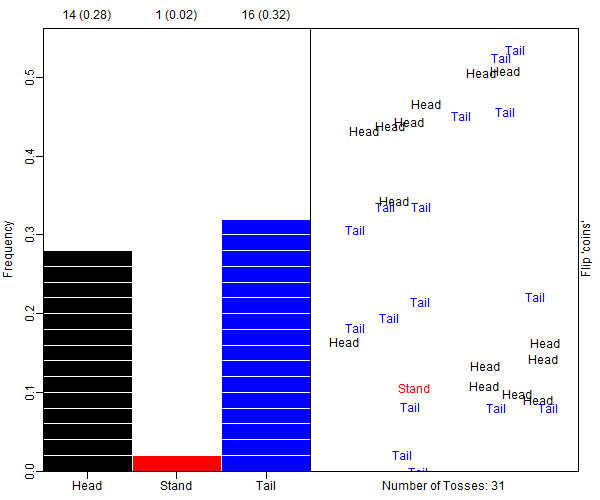 14 (0.28) 1 (0.02) 16 (0.32)
Frequency
0.0
0.1
0.2
0.3
0.4
0.5
Head Stand Tail
Tail
Tail
Head
Head
Head
Tail
Tail
Head
Head
Head
Head
Tail
Tail
Tail
Tail
Tail
Tail
Tail
Head
Head
Head
Head
Stand
Head
Head
Head
Tail
Tail
Tail
Tail
Tail
Number of Tosses: 31
Flip 'coins'